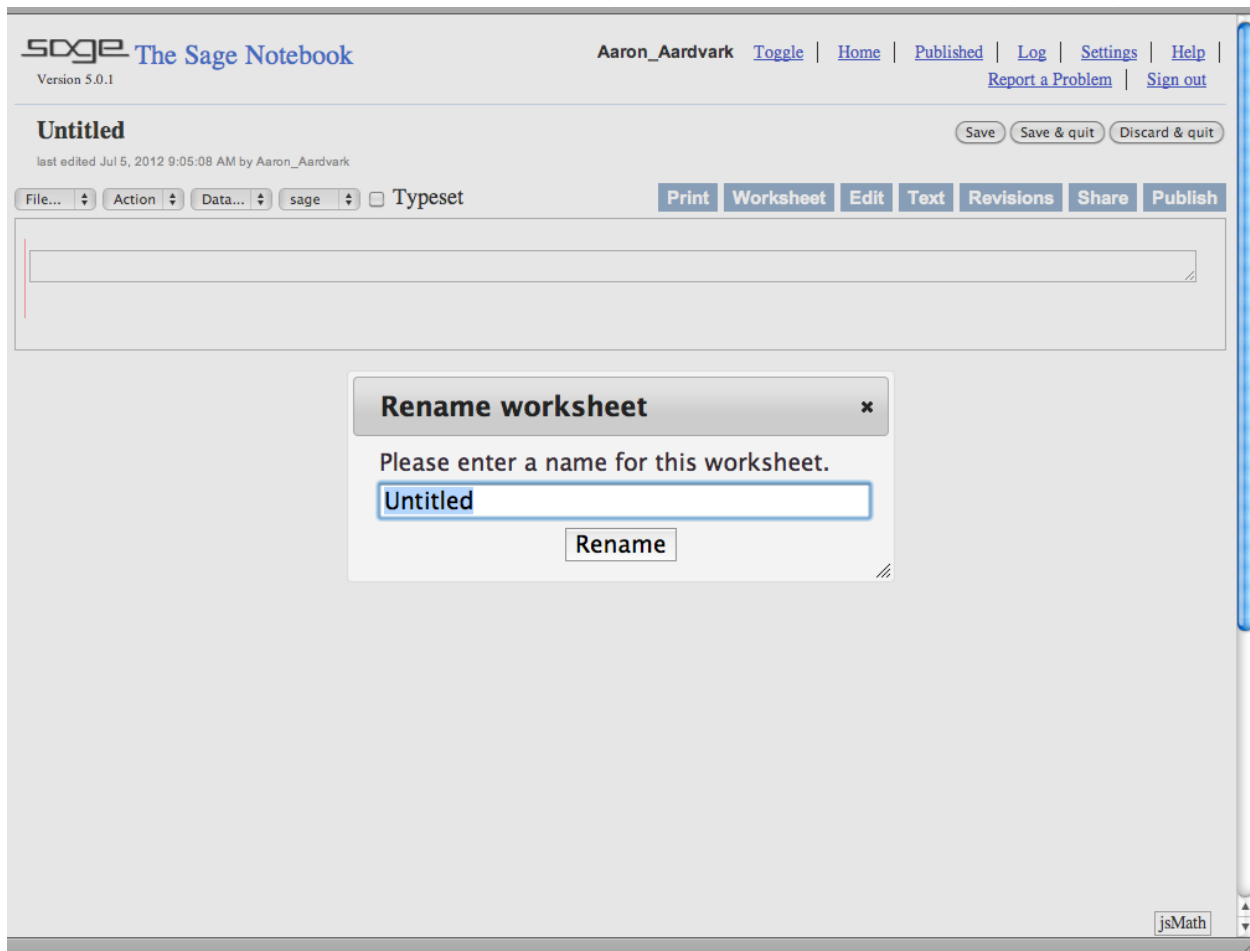 sage The Sage Notebook
Version 5.0.1
Aaron_Aardvark Toggle | Home | Published | Log | Settings | Help |
Report a Problem | Sign out
Untitled
last edited Jul 5, 2012 9:05:08 AM by Aaron_Aardvark
Save Save & quit Discard & quit
File... Action Data... sage Typeset
Print Worksheet Edit Text Revisions Share Publish
Rename worksheet
Please enter a name for this worksheet.
Untitled
Rename
jsMath